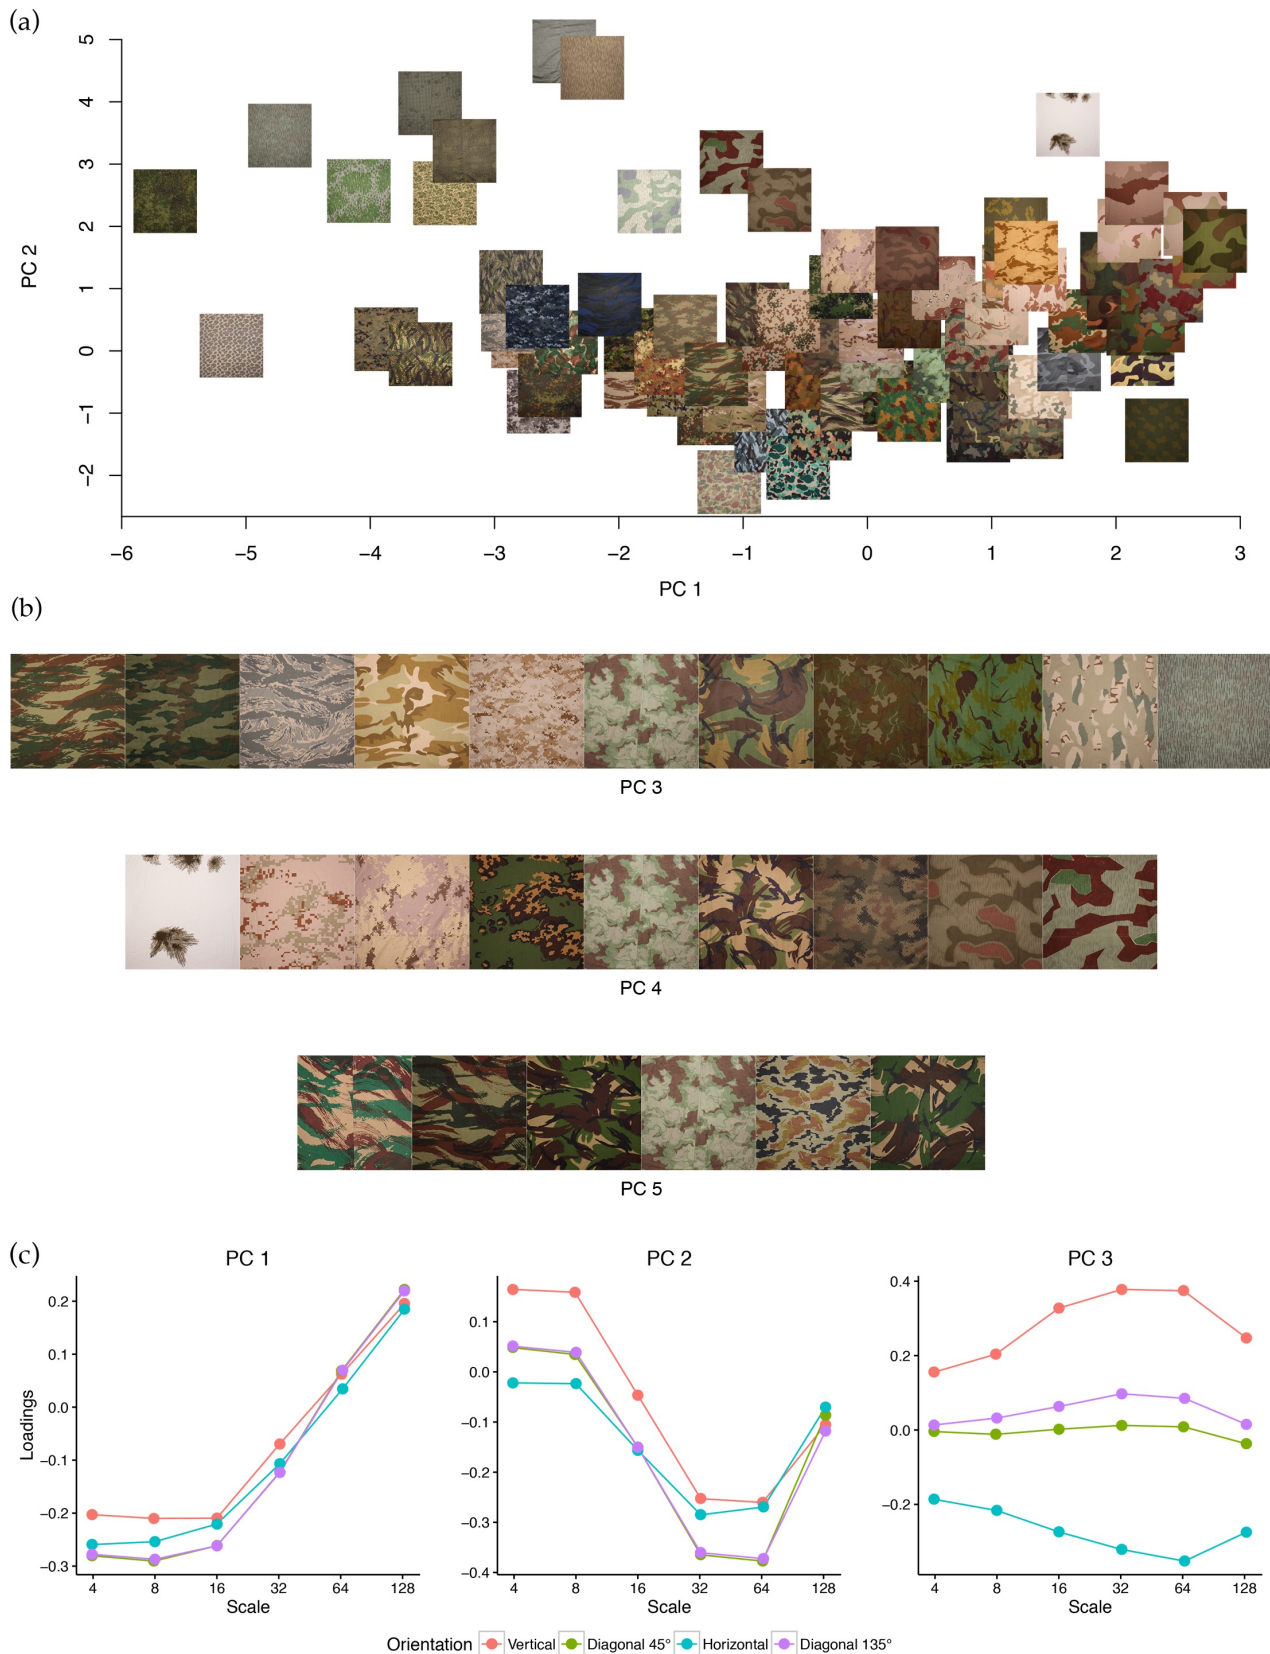 (a)
5
4
3
2
1
0
−1
−2
PC 2
−6 −5 −4 −3 −2 −1 0 1 2 3
PC 1
(b)
PC 3
PC 4
PC 5
(c)
PC 1 PC 2 PC 3
Loadings
0.2
0.1
0.0
−0.1
−0.2
−0.3
4 8 16 32 64 128
Scale
0.1
0.0
−0.1
−0.2
−0.3
−0.4
4 8 16 32 64 128
Scale
0.4
0.2
0.0
−0.2
4 8 16 32 64 128
Scale
Orientation Vertical Diagonal 45° Horizontal Diagonal 135°